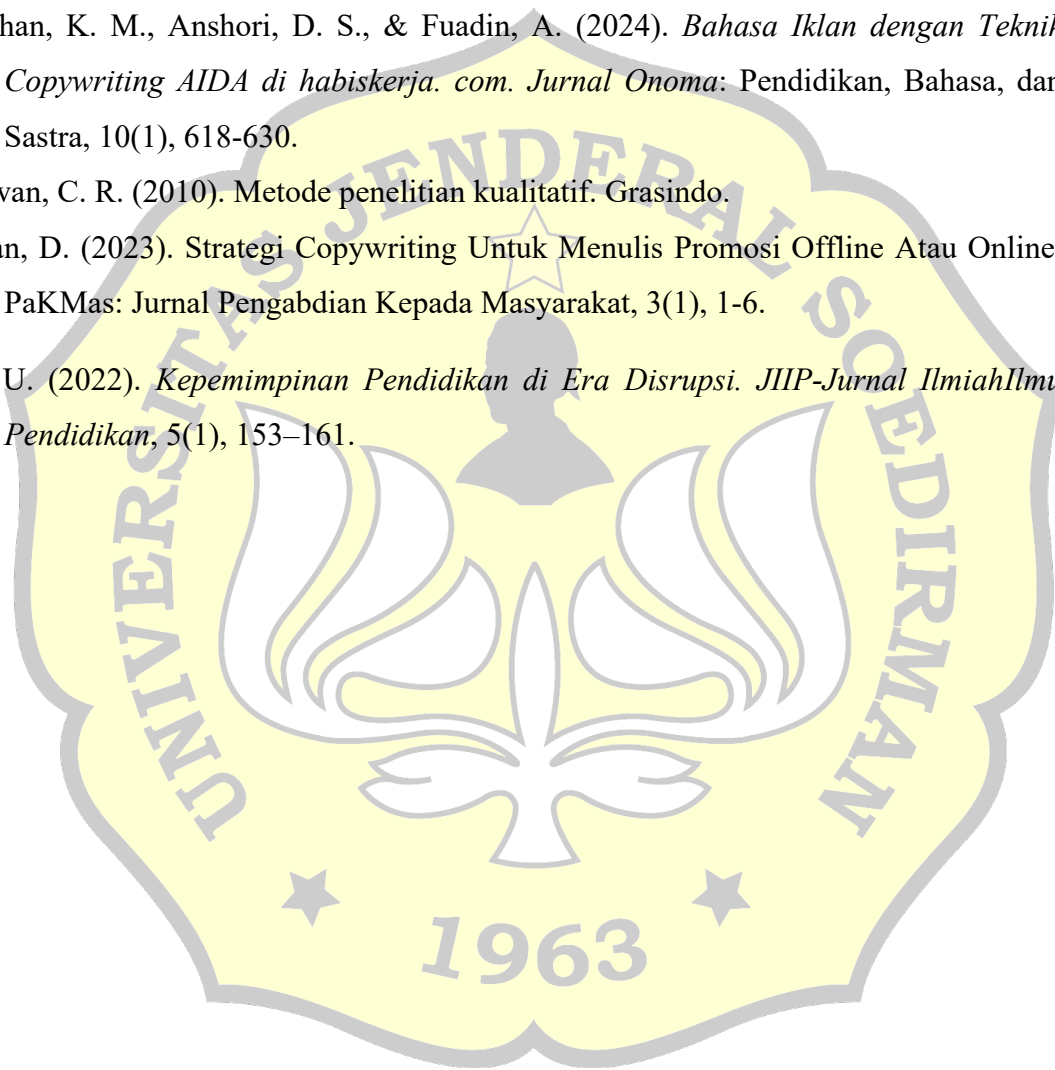 han, K. M., Anshori, D. S., & Fuadin, A. (2024). Bahasa Iklan dengan Teknik
Copywriting AIDA di habiskerja. com. Jurnal Onoma: Pendidikan, Bahasa, dan
Sastra, 10(1), 618-630.
van, C. R. (2010). Metode penelitian kualitatif. Grasindo.
an, D. (2023). Strategi Copywriting Untuk Menulis Promosi Offline Atau Online
PaKMas: Jurnal Pengabdian Kepada Masyarakat, 3(1), 1-6.
U. (2022). Kepemimpinan Pendidikan di Era Disrupsi. JIIP-Jurnal IlmiahIlmu
Pendidikan, 5(1), 153–161.
UNIVERSITAS JENDERAL SOEDIRMAN
1963